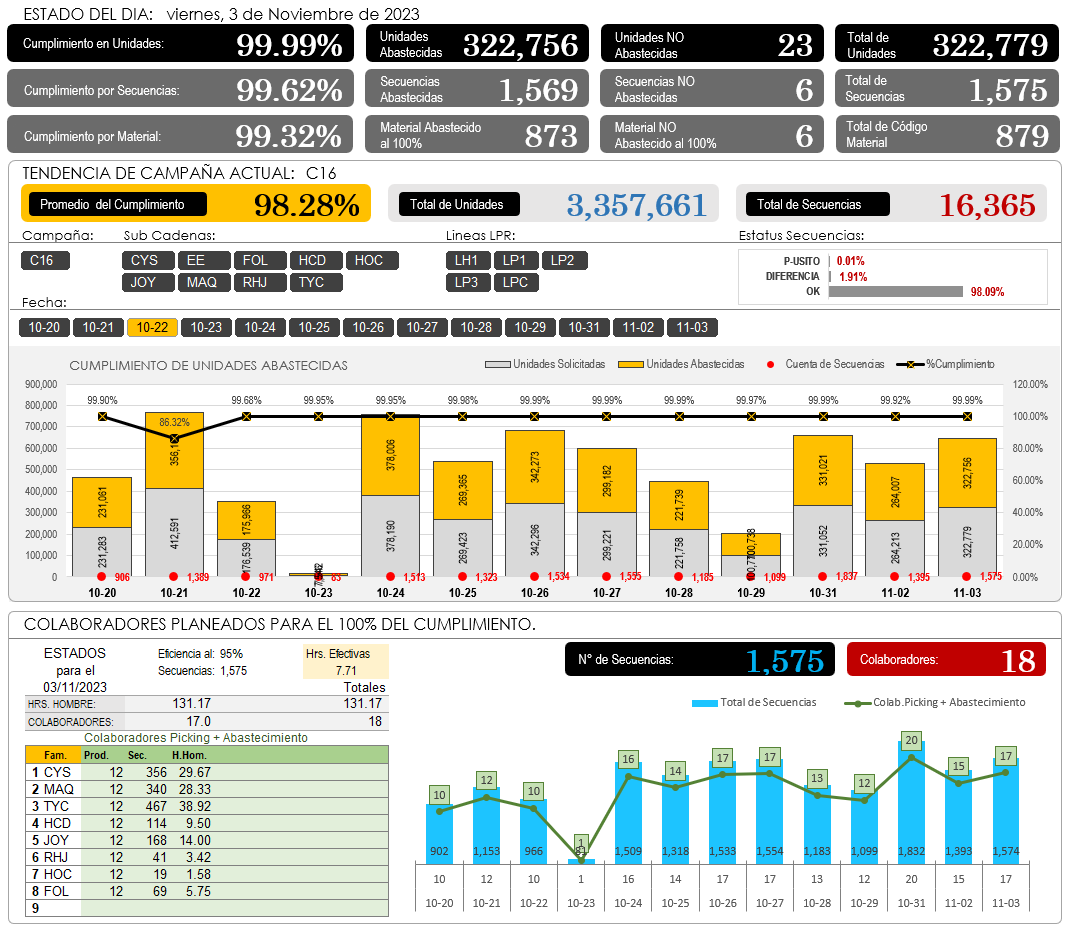 ESTADO DEL DIA: viernes, 3 de Noviembre de 2023
Cumplimiento en Unidades: 99.99% Unidades Abastecidas 322,756 Unidades NO Abastecidas 23 Total de Unidades 322,779
Cumplimiento por Secuencias: 99.62% Secuencias Abastecidas 1,569 Secuencias NO Abastecidas 6 Total de Secuencias 1,575
Cumplimiento por Material: 99.32% Material Abastecido al 100% 873 Material NO Abastecido al 100% 6 Total de Código Material 879
TENDENCIA DE CAMPAÑA ACTUAL: C16
Promedio del Cumplimiento 98.28% Total de Unidades 3,357,661 Total de Secuencias 16,365
Campaña: Sub Cadenas: Lineas LPR: Estatus Secuencias:
C16 CYS EE FOL HCD HOC LH1 LP1 LP2
JOY MAQ RHJ TYC LP3 LPC
P-USITO 0.01%
DIFERENCIA 1.91%
OK 98.09%
Fecha:
10-20 10-21 10-22 10-23 10-24 10-25 10-26 10-27 10-28 10-29 10-31 11-02 11-03
CUMPLIMIENTO DE UNIDADES ABASTECIDAS
Unidades Solicitadas Unidades Abastecidas Cuenta de Secuencias %Cumplimiento
900,000 120.00%
800,000
700,000 100.00%
600,000 80.00%
500,000 60.00%
400,000
300,000 40.00%
200,000
100,000 20.00%
0 0.00%
99.90% 86.32% 99.68% 99.95% 99.95% 99.98% 99.99% 99.99% 99.99% 99.97% 99.99% 99.92% 99.99%
231,061 175,966 378,006 269,365 342,273 299,182 221,739 100,738 331,021 264,007 322,756
231,283 412,591 176,539 378,190 269,423 342,296 299,221 221,758 331,052 264,213 322,779
906 1,389 971 85 1,513 1,323 1,534 1,555 1,185 1,099 1,837 1,395 1,575
10-20 10-21 10-22 10-23 10-24 10-25 10-26 10-27 10-28 10-29 10-31 11-02 11-03
COLABORADORES PLANEADOS PARA EL 100% DEL CUMPLIMIENTO.
ESTADOS para el 03/11/2023
Eficiencia al: 95%
Secuencias: 1,575
Hrs. Efectivas
7.71
Totales
HRS. HOMBRE: 131.17 131.17
COLABORADORES: 17.0 18
Colaboradores Picking + Abastecimiento
Fam. Prod. Sec. H.Hom.
1 CYS 12 356 29.67
2 MAQ 12 340 28.33
3 TYC 12 467 38.92
4 HCD 12 114 9.50
5 JOY 12 168 14.00
6 RHJ 12 41 3.42
7 HOC 12 19 1.58
8 FOL 12 69 5.75
9
N° de Secuencias: 1,575 Colaboradores: 18
Total de Secuencias Colab.Picking + Abastecimiento
10 12 10 1 16 14 17 17 13 12 20 15 17
902 1,153 966 81 1,509 1,318 1,533 1,554 1,183 1,099 1,832 1,393 1,574
10 12 10 1 16 14 17 17 13 12 20 15 17
10-20 10-21 10-22 10-23 10-24 10-25 10-26 10-27 10-28 10-29 10-31 11-02 11-03